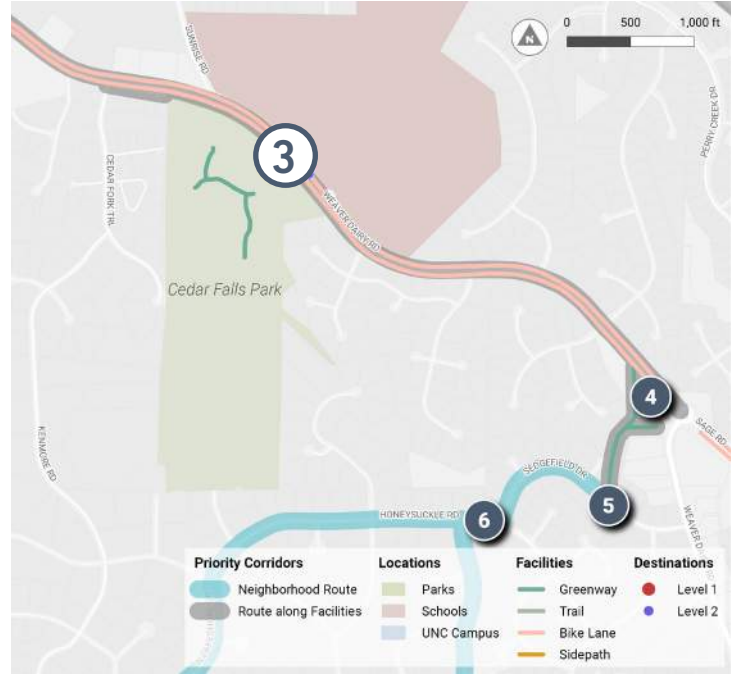 0 500 1,000 ft
N
SUNRISE RD
PERRY CREEK DR
3
CEDAR FORK TRL
WEAVER DAIRY RD
Cedar Falls Park
4
SAGE RD
KENMORE RD
SEDGEFIELD DR
5
HONEYSUCKLE RD
6
WEAVER D
RD
Priority Corridors
Neighborhood Route
Route along Facilities
Locations
Parks
Schools
UNC Campus
Facilities
Greenway
Trail
Bike Lane
Sidepath
Destinations
Level 1
Level 2